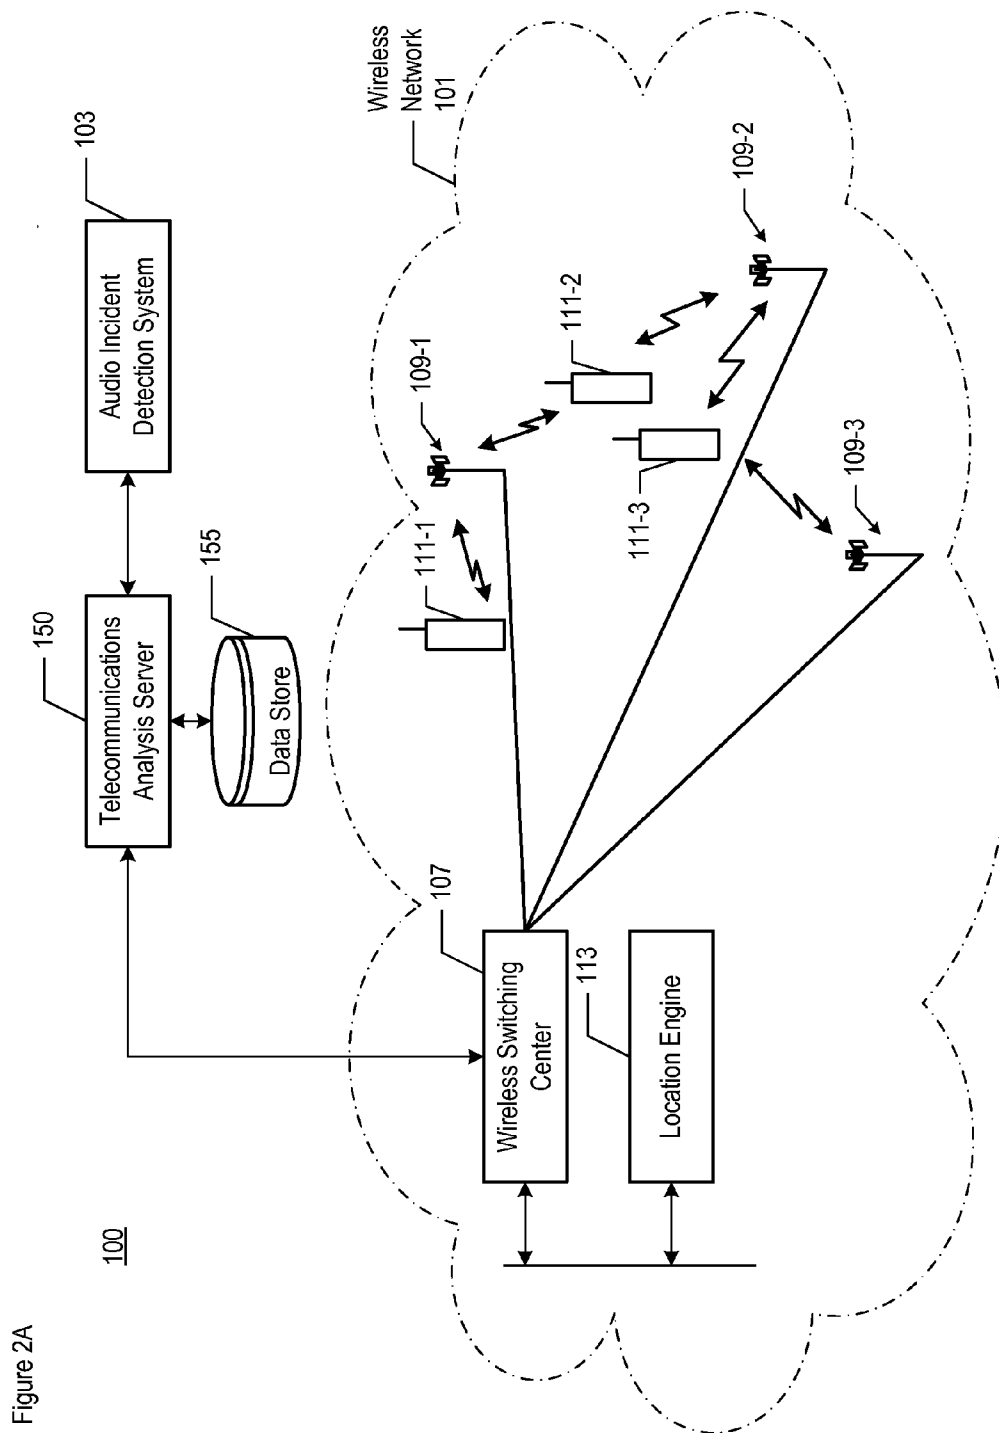 Figure 2A
100
Telecommunications
Analysis Server
150
Audio Incident
Detection System
103
Data Store
155
Wireless
Network
101
Wireless Switching
Center
107
Location Engine
113
109-1
111-1
111-2
109-2
111-3
109-3